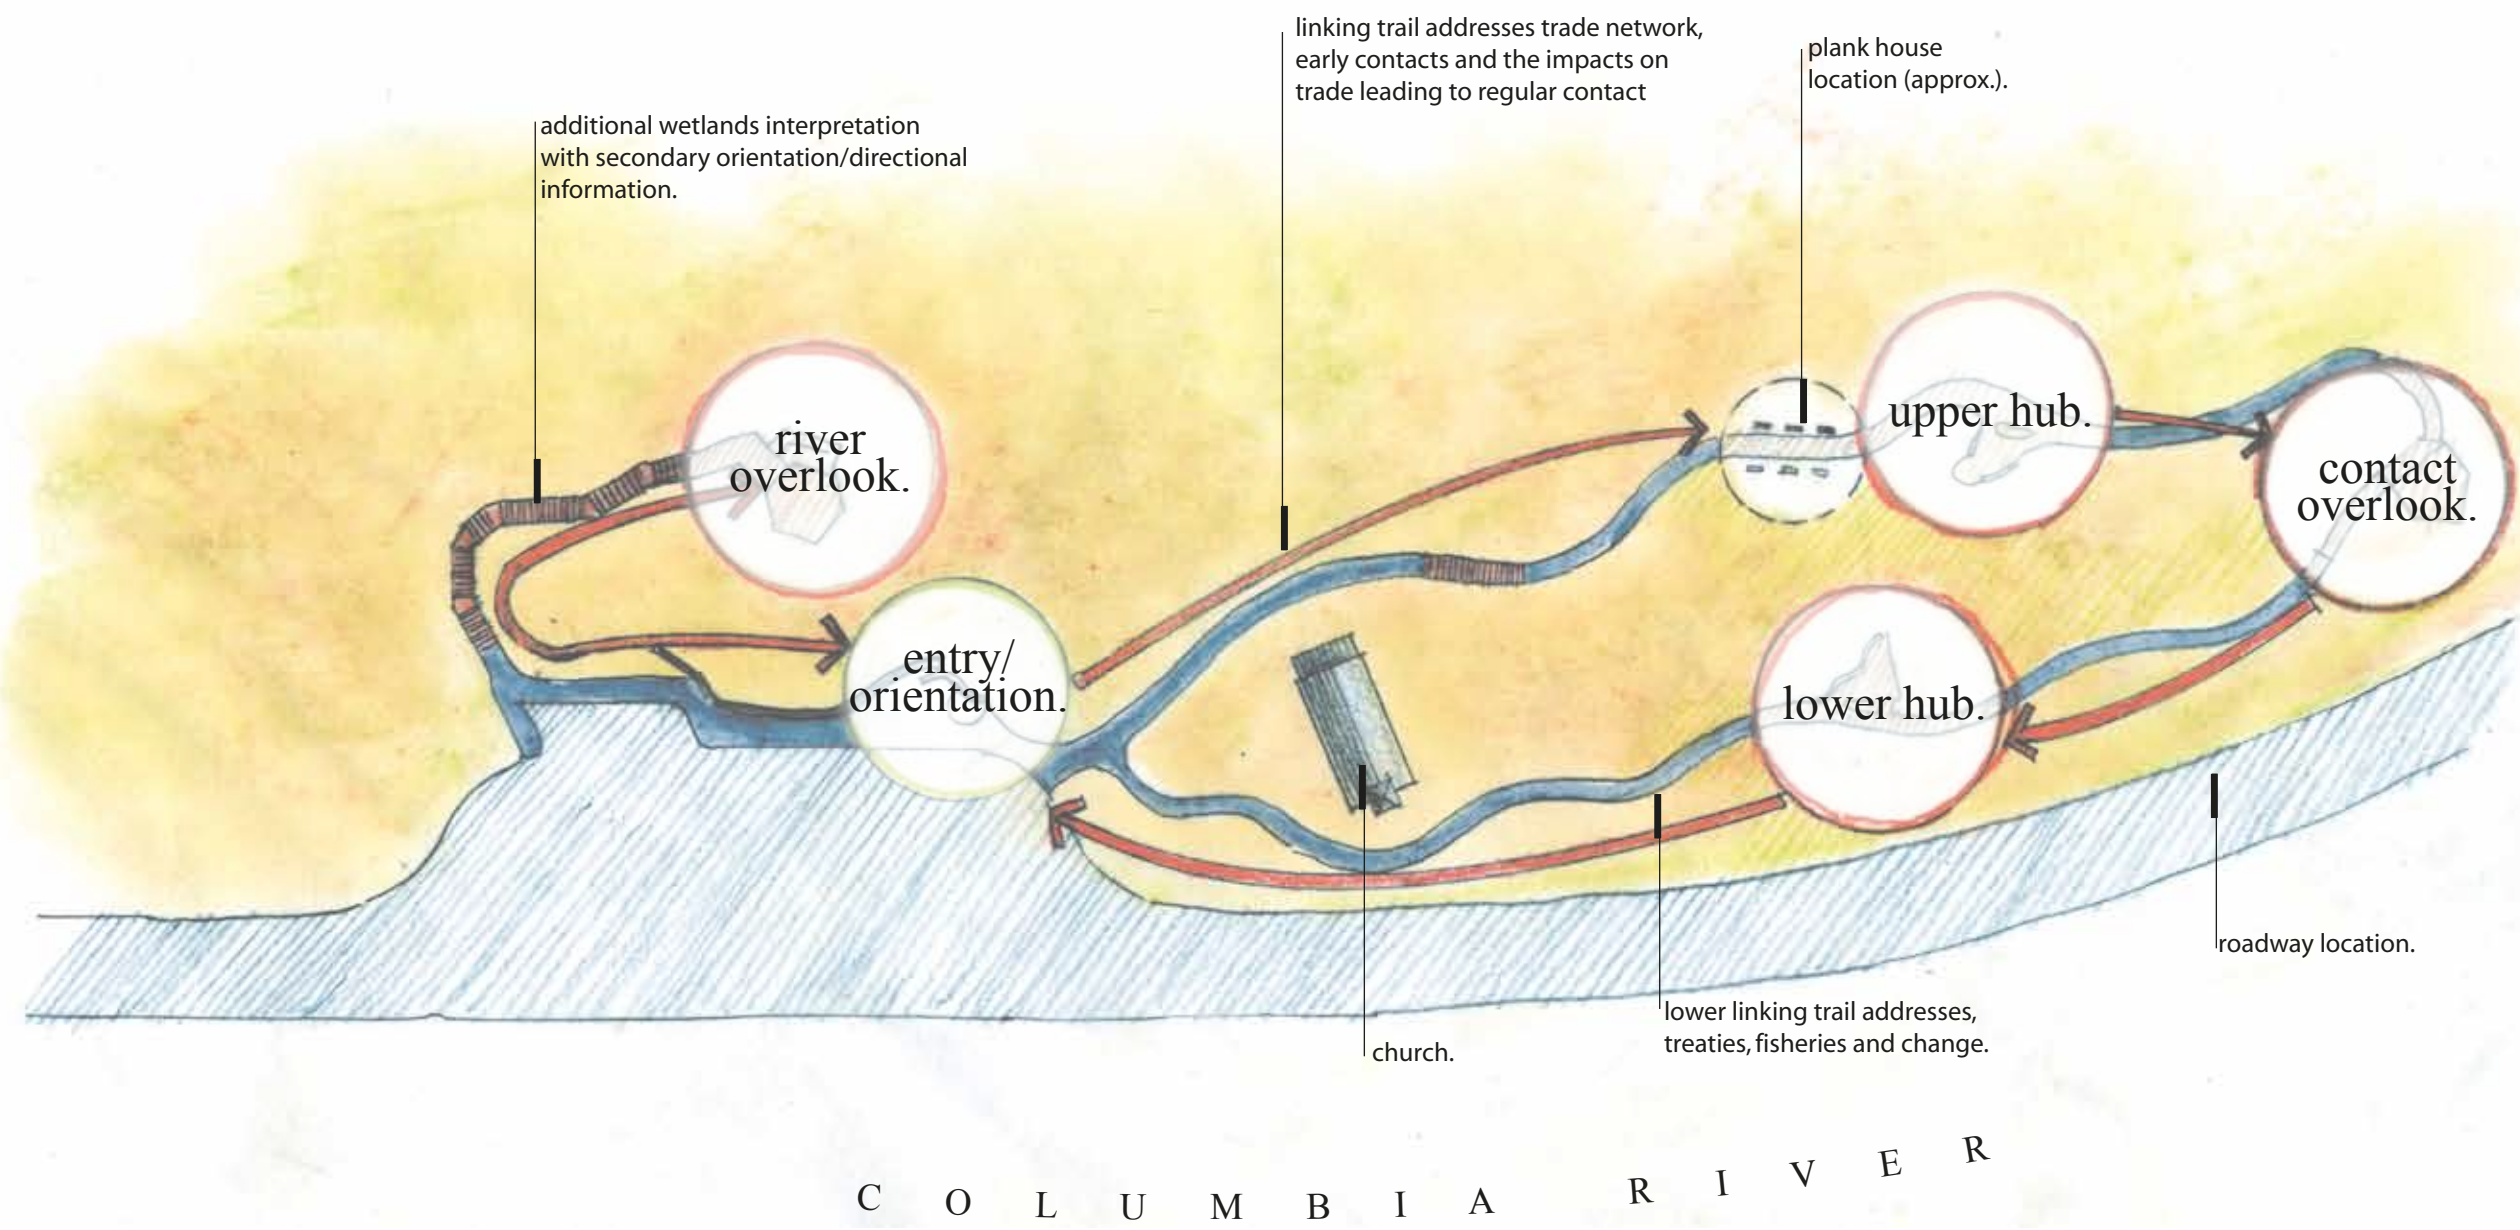 linking trail addresses trade network,
early contacts and the impacts on
trade leading to regular contact
plank house
location (approx.).
additional wetlands interpretation
with secondary orientation/directional
information.
river
overlook.
upper hub.
contact
overlook.
entry/
orientation.
lower hub.
roadway location.
lower linking trail addresses,
treaties, fisheries and change.
church.
COLUMBIA RIVER